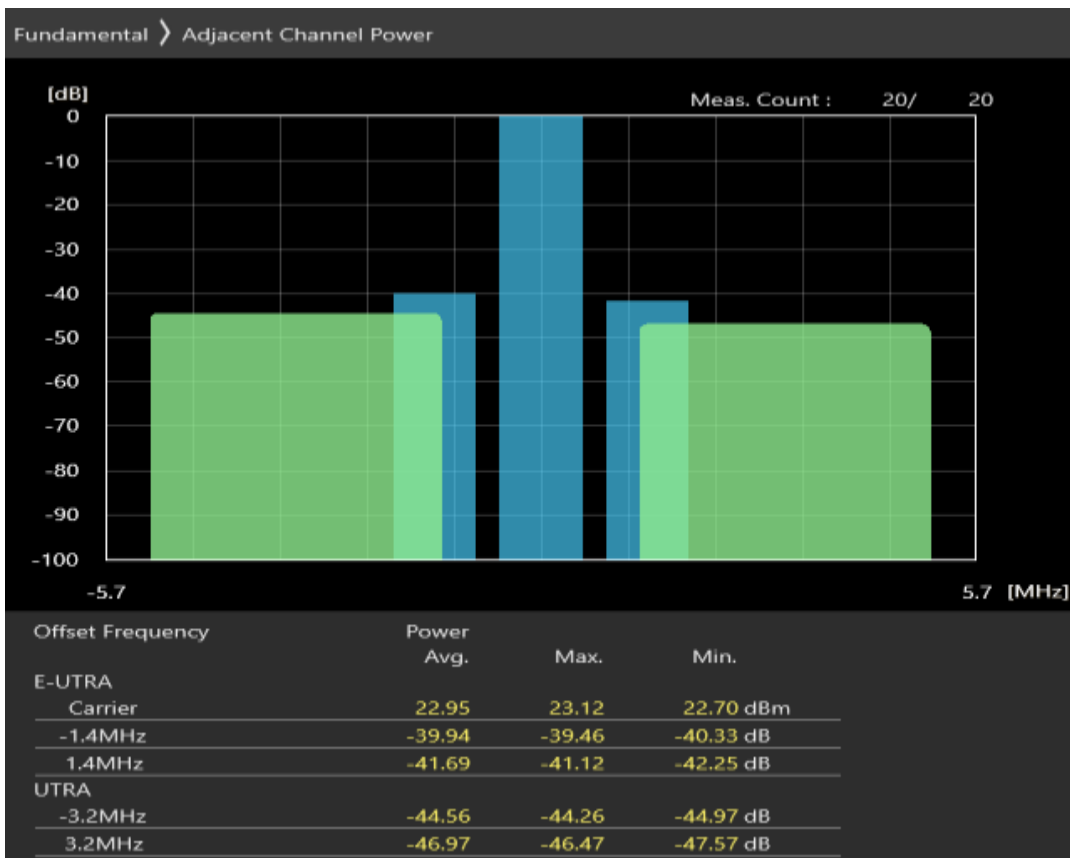 Fundamental 〉 Adjacent Channel Power
[dB]
Meas. Count : 20/ 20
0
-10
-20
-30
-40
-50
-60
-70
-80
-90
-100
-5.7 5.7 [MHz]
Offset Frequency Power
Avg. Max. Min.
E-UTRA
Carrier 22.95 23.12 22.70 dBm
-1.4MHz -39.94 -39.46 -40.33 dB
1.4MHz -41.69 -41.12 -42.25 dB
UTRA
-3.2MHz -44.56 -44.26 -44.97 dB
3.2MHz -46.97 -46.47 -47.57 dB